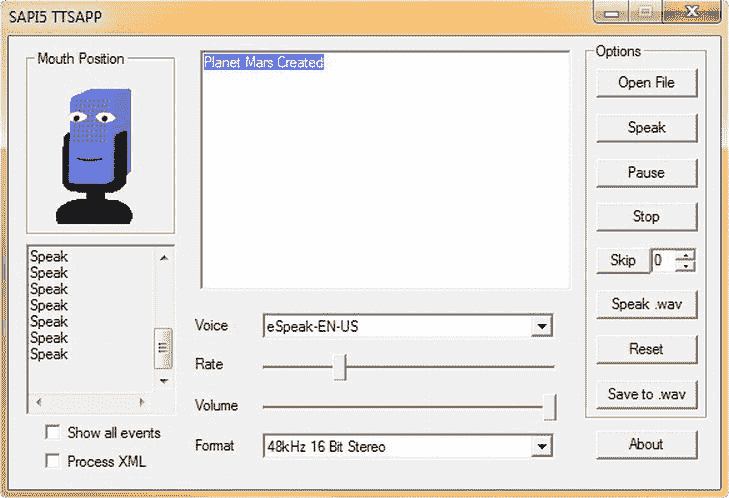 SAPI5 TTSAPP
Mouth Position
Planet Mars Created
Options
Open File
Speak
Pause
Stop
Skip 0
Speak .wav
Reset
Save to .wav
About
Speak
Speak
Speak
Speak
Speak
Speak
Speak
Show all events
Process XML
Voice eSpeak-EN-US
Rate
Volume
Format 48kHz 16 Bit Stereo